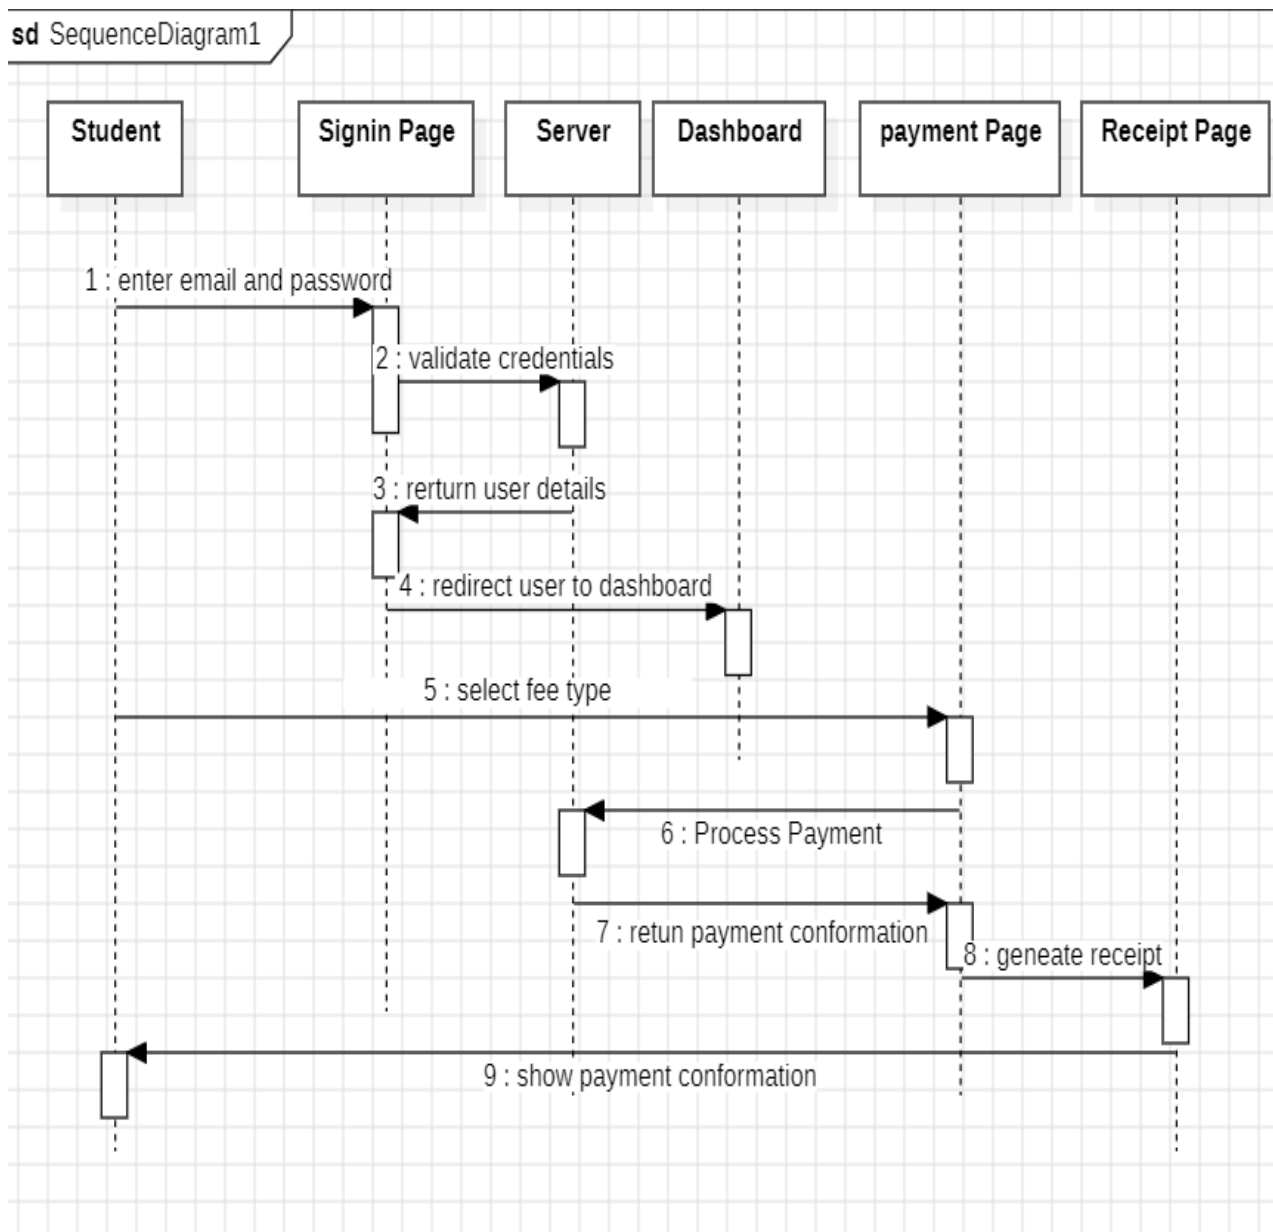 sd SequenceDiagram1
Student
Signin Page
Server
Dashboard
payment Page
Receipt Page
1 : enter email and password
2 : validate credentials
3 : rerturn user details
4 : redirect user to dashboard
5 : select fee type
6 : Process Payment
7 : retun payment conformation
8 : geneate receipt
9 : show payment conformation